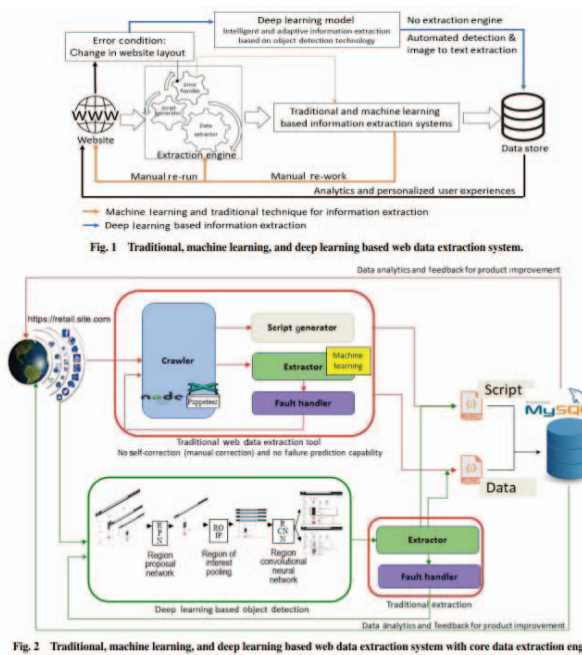 Deep learning model
Intelligent and adaptive information extraction
based on object detection technology
No extraction engine
Automated detection &
image to text extraction
Error condition:
Change in website layout
Error
handler
Script
generator
Data
extractor
WWW
Website
Extraction engine
Traditional and machine learning
based information extraction systems
Data store
Manual re-run
Manual re-work
Analytics and personalized user experiences
Machine learning and traditional technique for information extraction
Deep learning based information extraction
Fig. 1 Traditional, machine learning, and deep learning based web data extraction system.
Data analytics and feedback for product improvement
https://retail.site.com
Crawler
node
Puppeteer
Script generator
Extractor
Machine
learning
Fault handler
Traditional web data extraction tool
No self-correction (manual correction) and no failure prediction capability
Script
Data
MySQL
RPN
Region
proposal
network
ROIP
Region of
interest
pooling
RCNN
Region
convolutional
neural
network
Deep learning based object detection
Extractor
Fault handler
Traditional extraction
Data analytics and feedback for product improvement
Fig. 2 Traditional, machine learning, and deep learning based web data extraction system with core data extraction eng